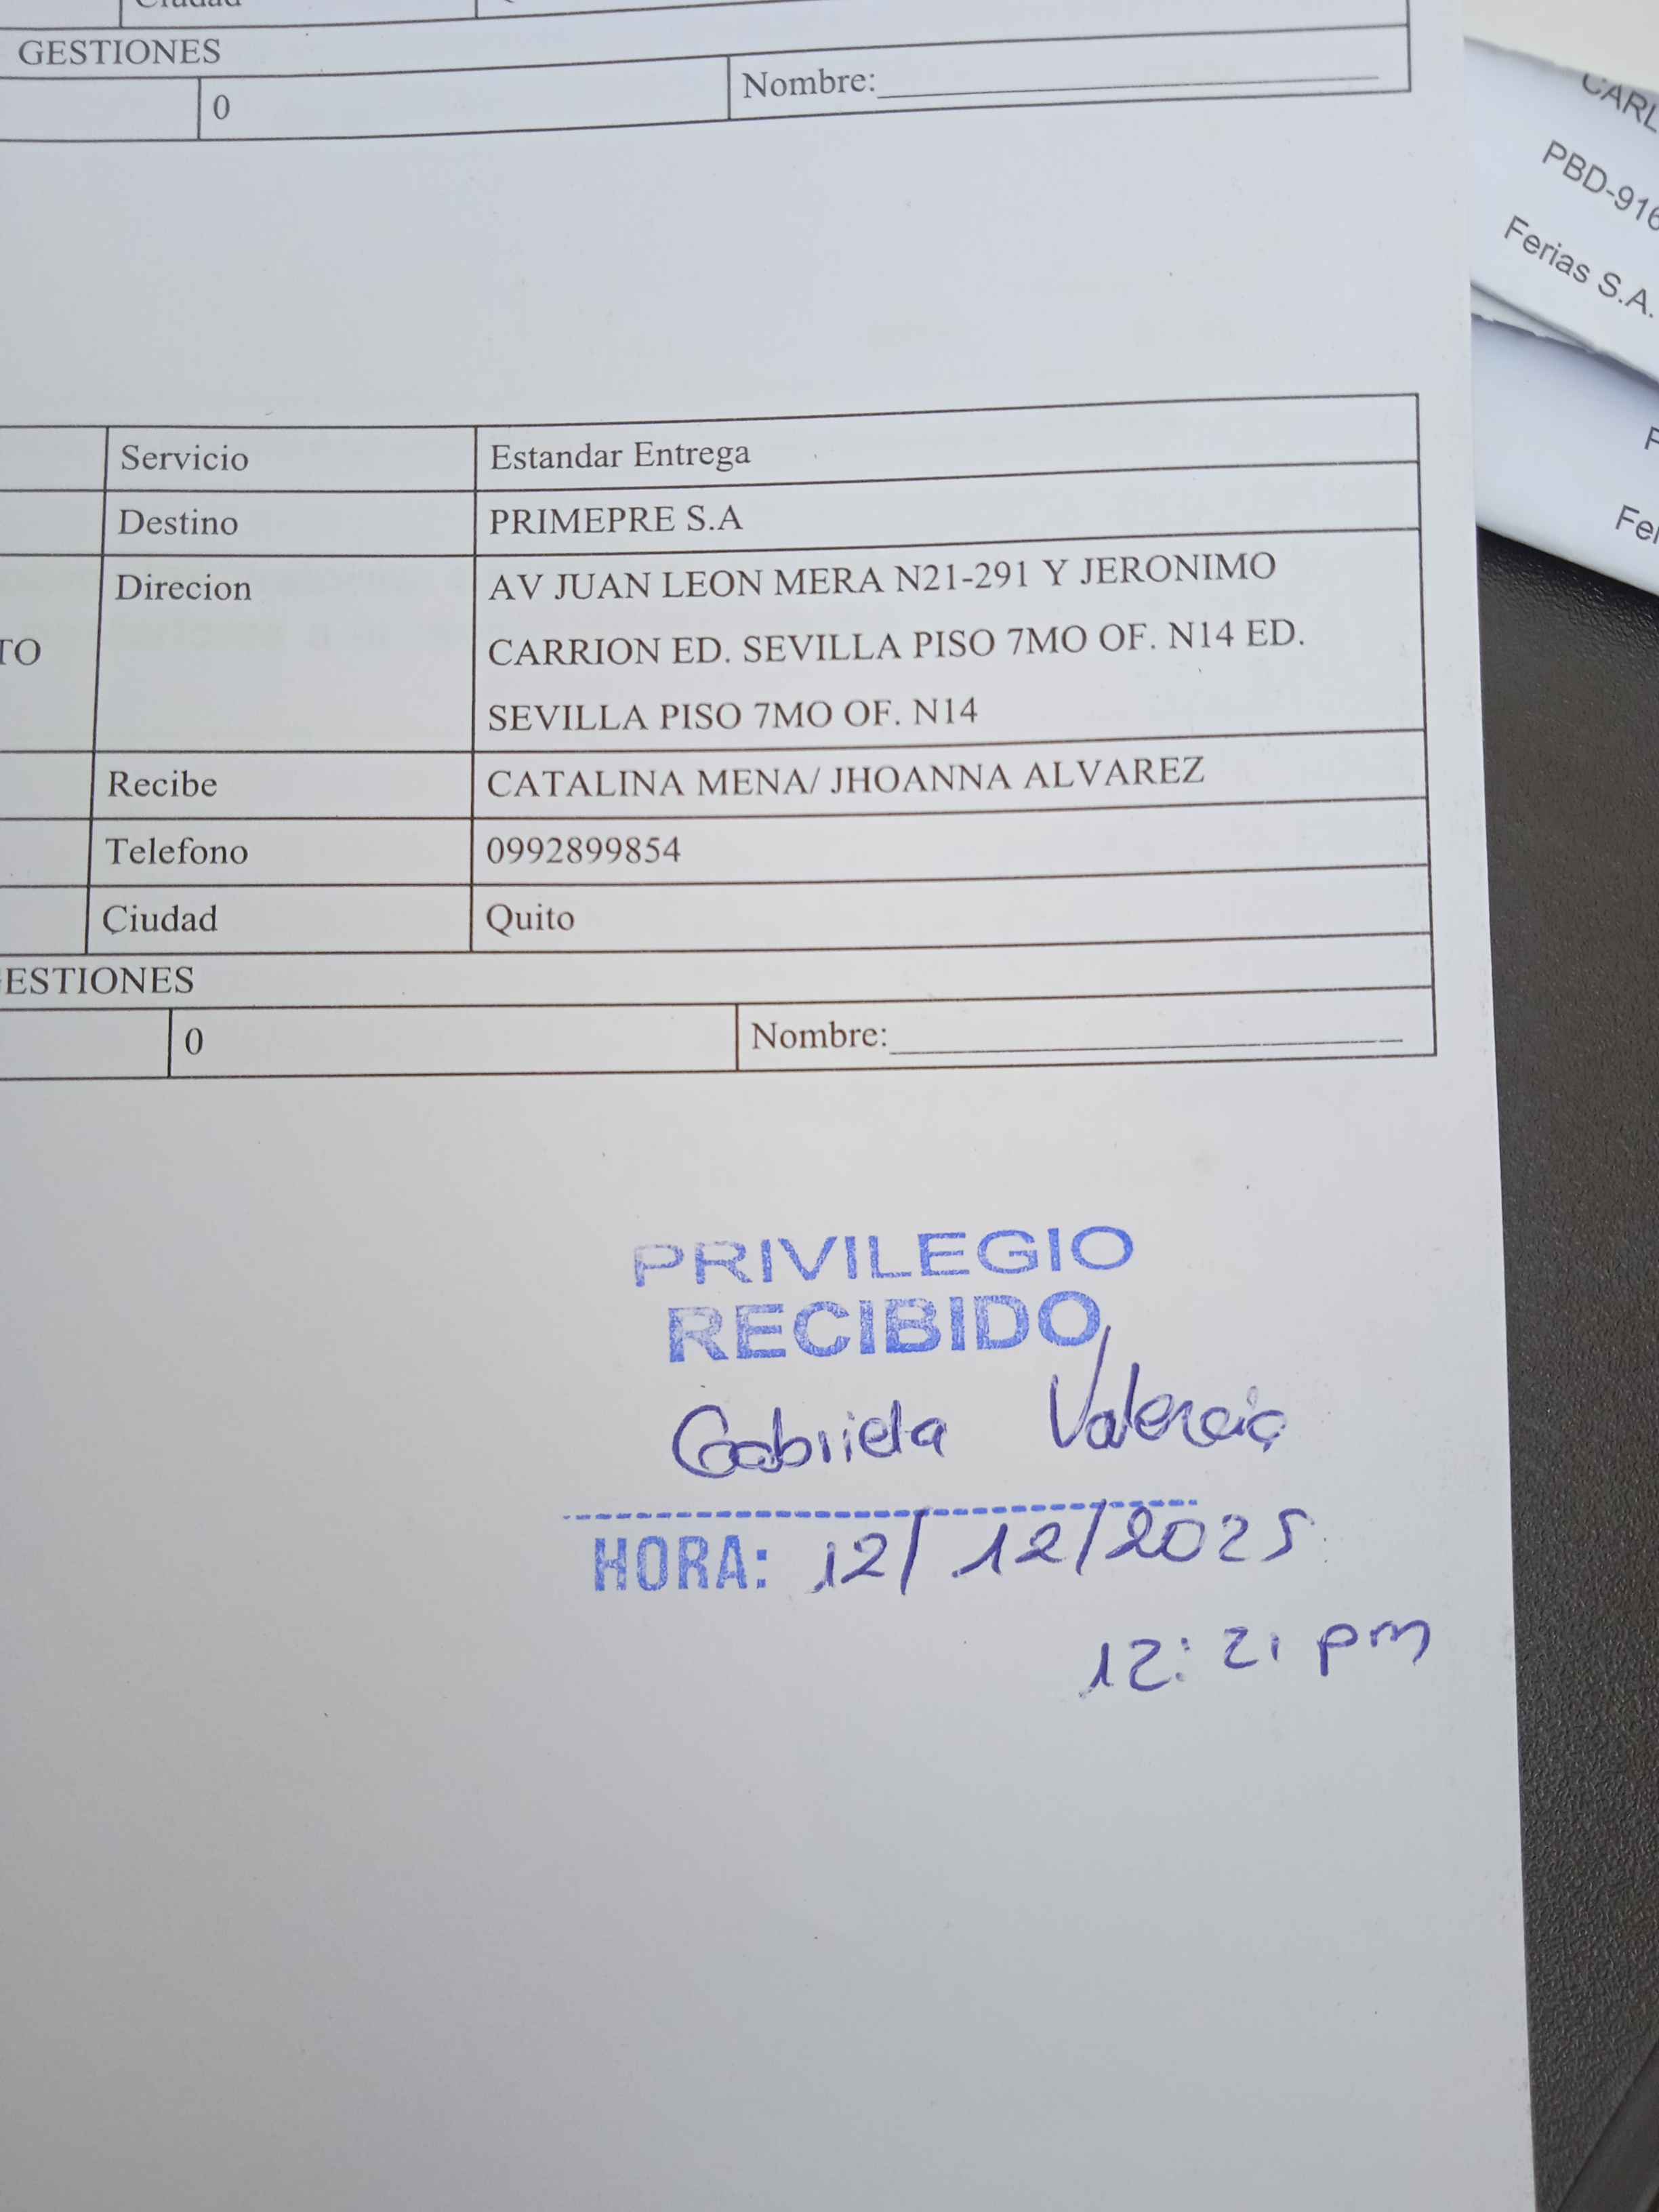 Ciudad
GESTIONES
0 Nombre:
CARL
PBD-916
Ferias S.A.
Servicio Estandar Entrega
Destino PRIMEPRE S.A
Direcion AV JUAN LEON MERA N21-291 Y JERONIMO
TO CARRION ED. SEVILLA PISO 7MO OF. N14 ED.
SEVILLA PISO 7MO OF. N14
Recibe CATALINA MENA/ JHOANNA ALVAREZ
Telefono 0992899854
Ciudad Quito
ESTIONES
0 Nombre:
PRIVILEGIO
RECIBIDO
Gabriela Valencia
HORA: 12/12/2025
12:21 pm